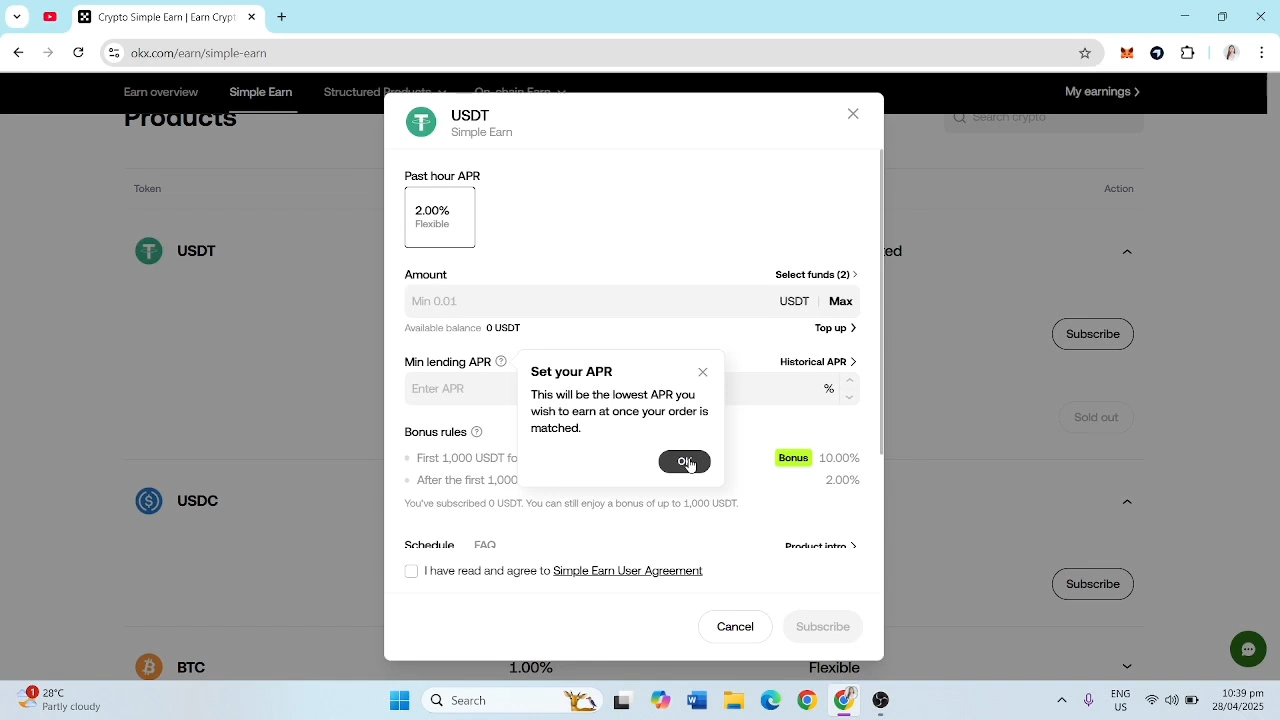 Crypto Simple Earn | Earn Crypt
okx.com/earn/simple-earn
Earn overview
Simple Earn
Structured Products
On-chain Earn
My earnings
Products
Search crypto
USDT
Simple Earn
Token
Action
Past hour APR
2.00%
Flexible
USDT
Amount
Select funds (2)
Min 0.01
USDT
Max
Available balance 0 USDT
Top up
Subscribe
Min lending APR
Historical APR
Enter APR
%
Set your APR
This will be the lowest APR you
wish to earn at once your order is
matched.
Sold out
Bonus rules
First 1,000 USDT
Bonus 10.00%
After the first 1,000
2.00%
You've subscribed 0 USDT. You can still enjoy a bonus of up to 1,000 USDT.
USDC
Schedule
FAQ
Product intro
I have read and agree to Simple Earn User Agreement
Subscribe
Cancel
Subscribe
BTC
1.00%
Flexible
1
28°C
Partly cloudy
Search
ENG
US
10:39 pm
28/04/2025